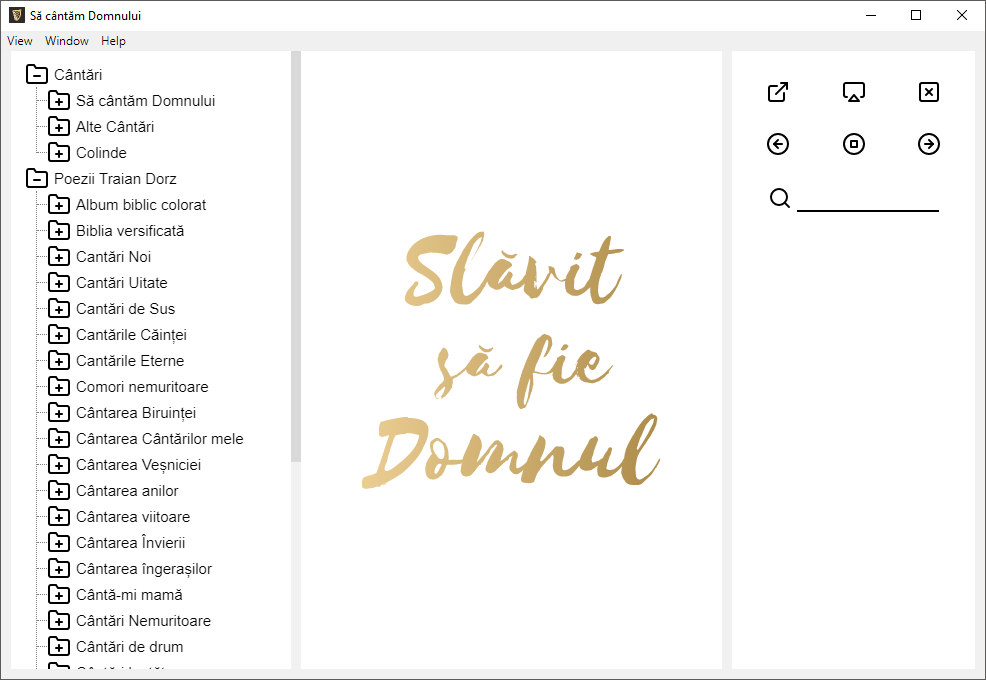 Să cântăm Domnului
View Window Help
Cântări
Să cântăm Domnului
Alte Cântări
Colinde
Poezii Traian Dorz
Album biblic colorat
Biblia versificată
Cantări Noi
Cantări Uitate
Cantări de Sus
Cantările Căinței
Cantările Eterne
Comori nemuritoare
Cântarea Biruinței
Cântarea Cântărilor mele
Cântarea Veșniciei
Cântarea anilor
Cântarea viitoare
Cântarea Învierii
Cântarea îngerașilor
Cântă-mi mamă
Cântări Nemuritoare
Cântări de drum
Slăvit
să fie
Domnul